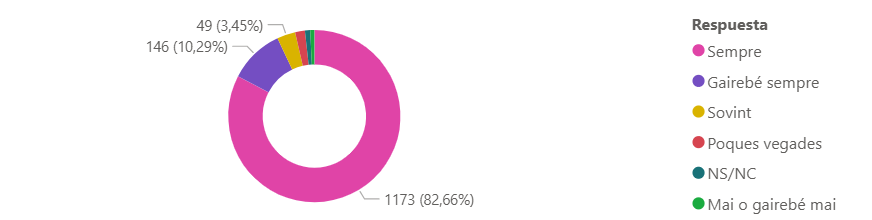 49 (3,45%)
146 (10,29%)
1173 (82,66%)
Respuesta
Sempre
Gairebé sempre
Sovint
Poques vegades
NS/NC
Mai o gairebé mai